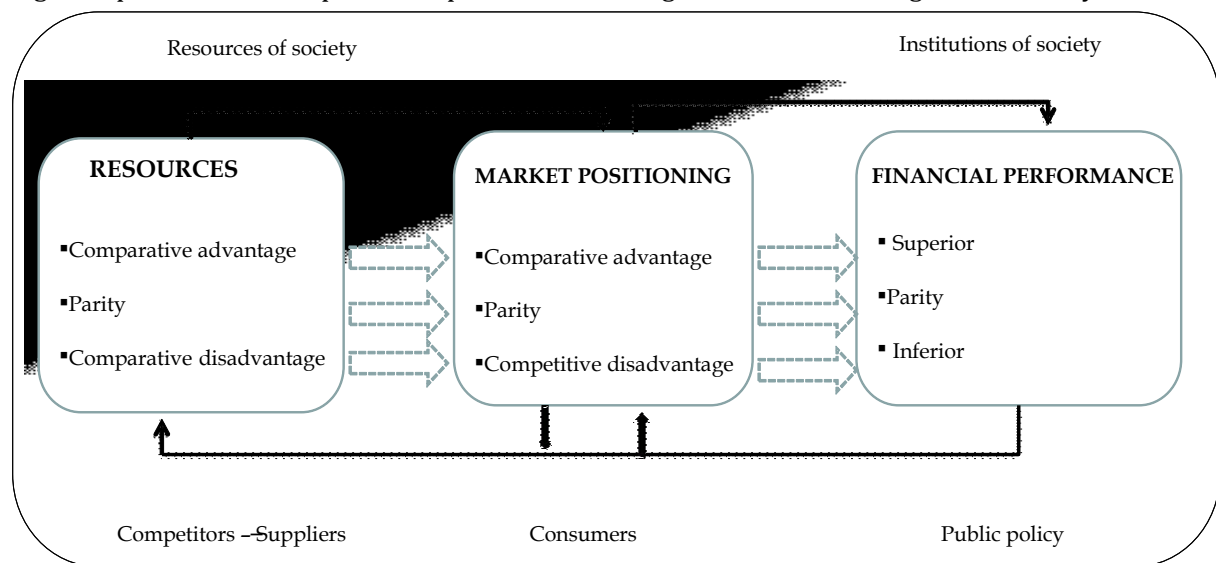 Resources of society
Institutions of society
RESOURCES
▪Comparative advantage
▪Parity
▪Comparative disadvantage
MARKET POSITIONING
▪Comparative advantage
▪Parity
▪Competitive disadvantage
FINANCIAL PERFORMANCE
▪ Superior
▪Parity
▪ Inferior
Competitors – Suppliers
Consumers
Public policy